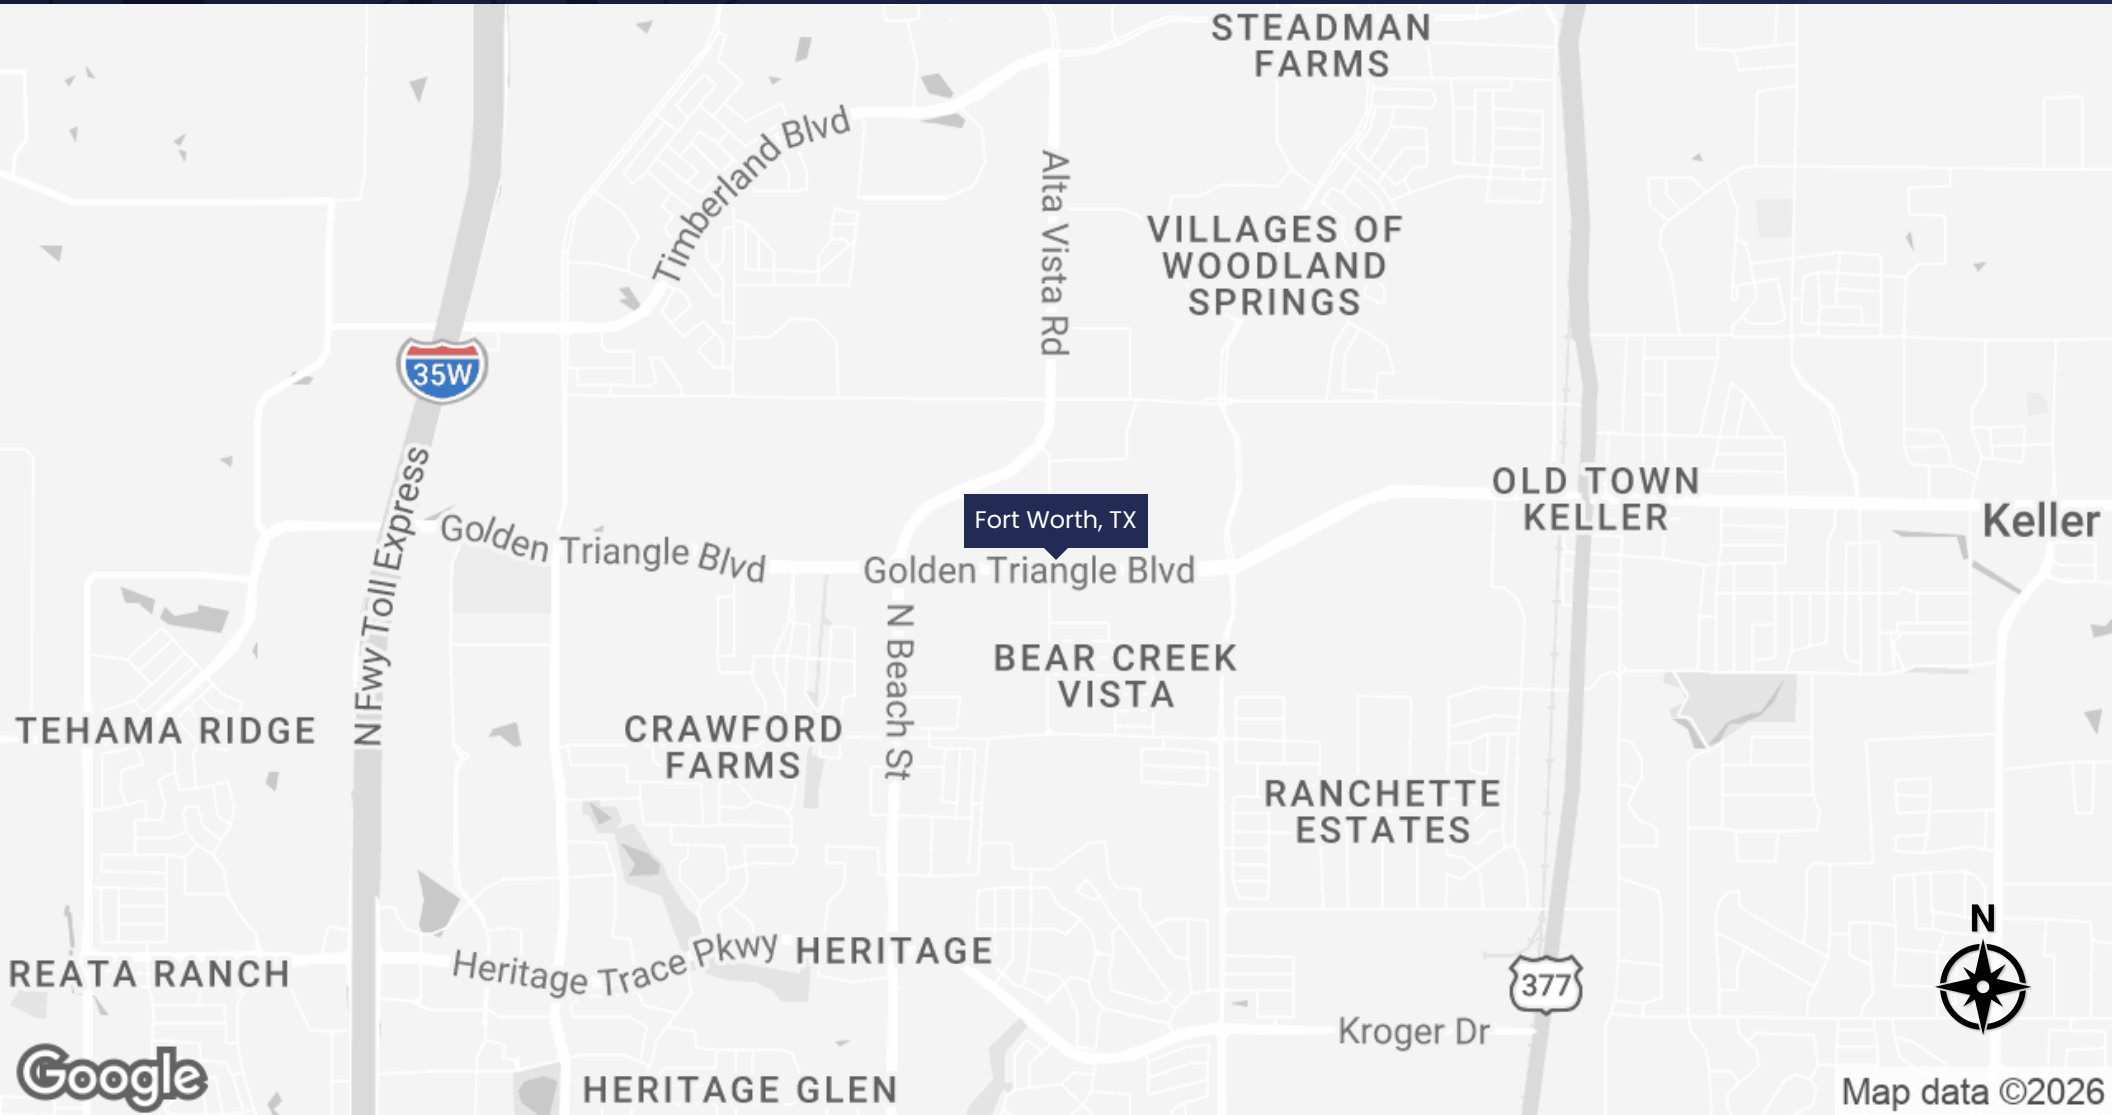 STEADMAN
FARMS
Timberland Blvd
Alta Vista Rd
VILLAGES OF
WOODLAND
SPRINGS
35W
N Fwy Toll Express
OLD TOWN
KELLER
Keller
Fort Worth, TX
Golden Triangle Blvd
Golden Triangle Blvd
N Beach St
BEAR CREEK
VISTA
TEHAMA RIDGE
CRAWFORD
FARMS
RANCHETTE
ESTATES
N
REATA RANCH
Heritage Trace Pkwy
HERITAGE
377
Kroger Dr
Google
HERITAGE GLEN
Map data ©2026